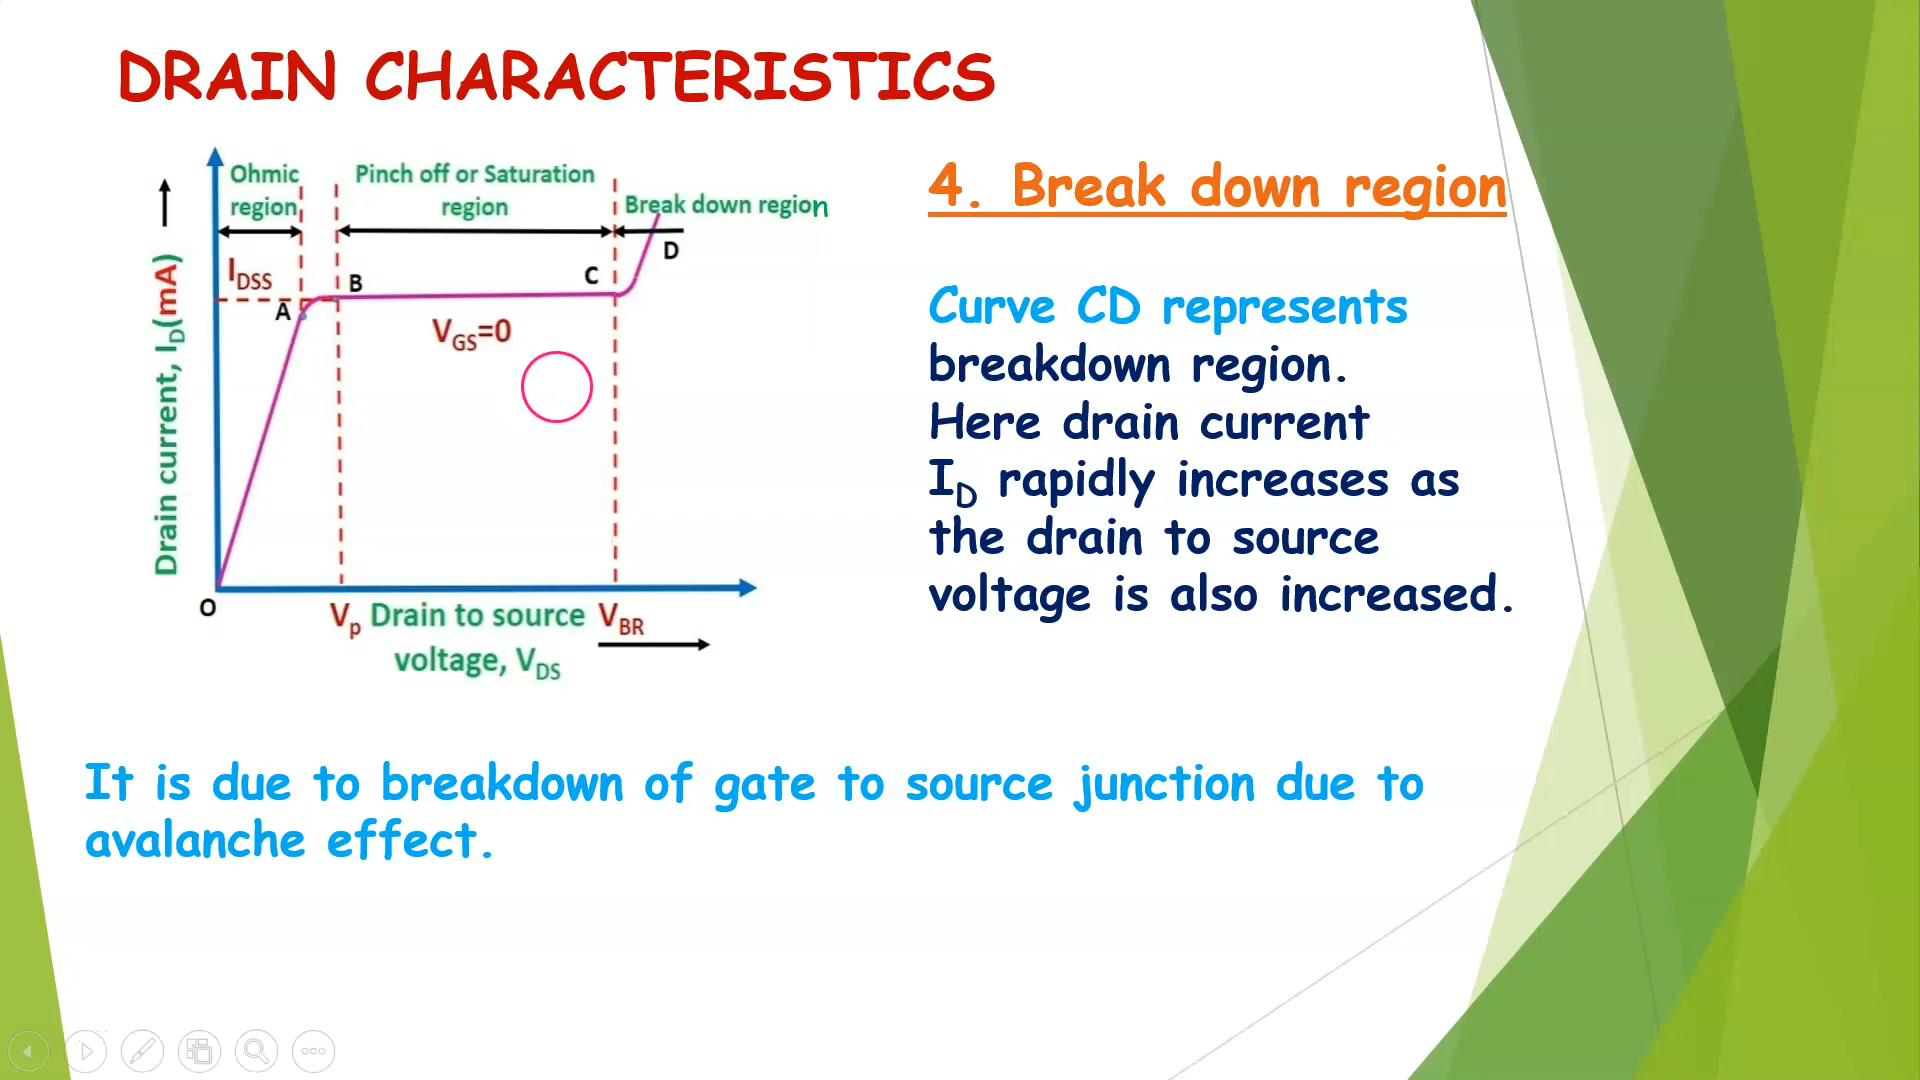 DRAIN CHARACTERISTICS
Ohmic region
Pinch off or Saturation region
Break down region
IDSS
A
B
C
D
VGS=0
Drain current, ID(mA)
O
Vp
Drain to source voltage, VDS
VBR
4. Break down region
Curve CD represents
breakdown region.
Here drain current
ID rapidly increases as
the drain to source
voltage is also increased.
It is due to breakdown of gate to source junction due to
avalanche effect.